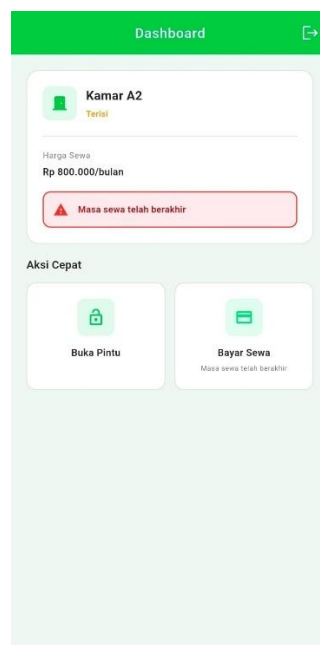 Dashboard
Kamar A2
Terisi
Harga Sewa
Rp 800.000/bulan
Masa sewa telah berakhir
Aksi Cepat
Buka Pintu
Bayar Sewa
Masa sewa telah berakhir